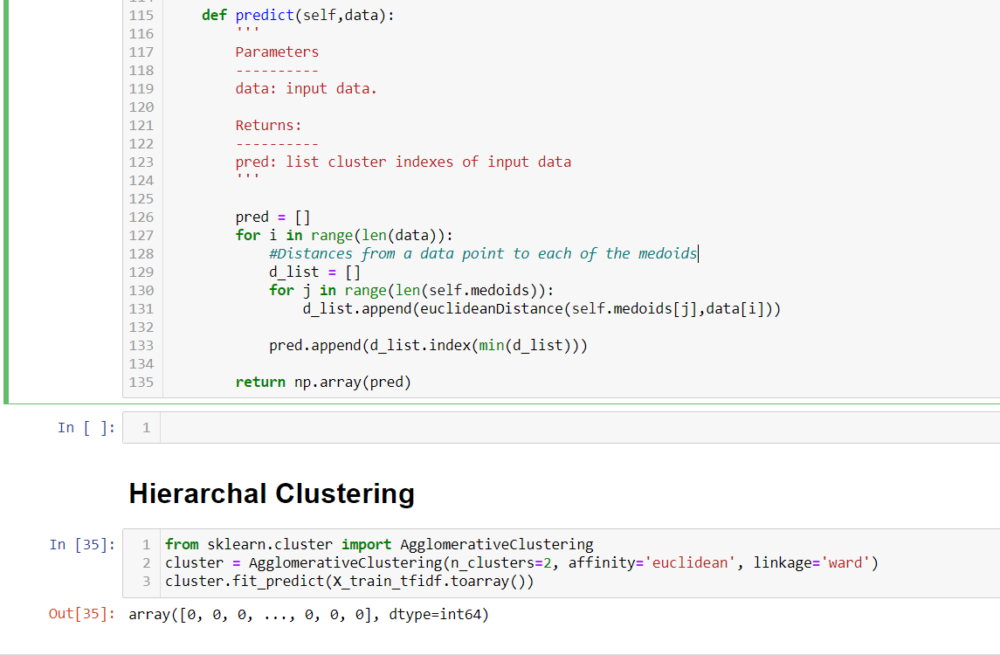 115 def predict(self,data):
116 '''
117 Parameters
118 ----------
119 data: input data.
120
121 Returns:
122 ----------
123 pred: list cluster indexes of input data
124 '''
125
126 pred = []
127 for i in range(len(data)):
128 #Distances from a data point to each of the medoids
129 d_list = []
130 for j in range(len(self.medoids)):
131 d_list.append(euclideanDistance(self.medoids[j],data[i]))
132
133 pred.append(d_list.index(min(d_list)))
134
135 return np.array(pred)
In [ ]: 1
Hierarchal Clustering
In [35]: 1 from sklearn.cluster import AgglomerativeClustering
2 cluster = AgglomerativeClustering(n_clusters=2, affinity='euclidean', linkage='ward')
3 cluster.fit_predict(X_train_tfidf.toarray())
Out[35]: array([0, 0, 0, ..., 0, 0, 0], dtype=int64)